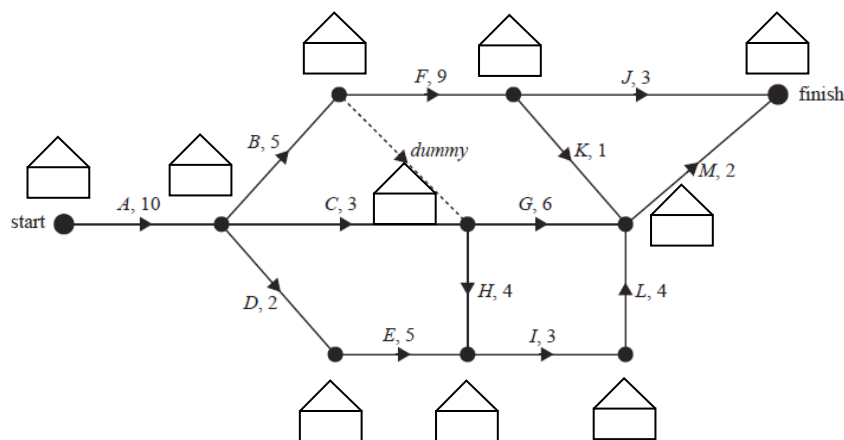 F, 9
J, 3
finish
B, 5
dummy
K, 1
M, 2
start
A, 10
C, 3
G, 6
D, 2
H, 4
L, 4
E, 5
I, 3